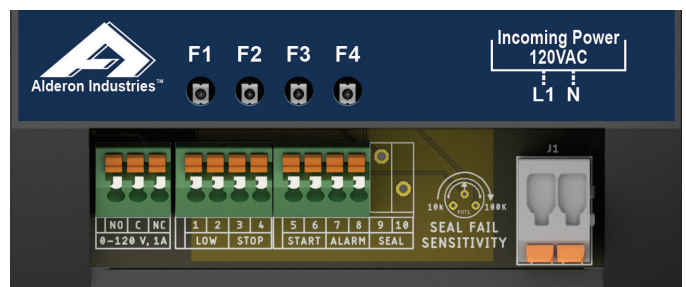 F1 F2 F3 F4
Incoming Power
120VAC
L1 N
Alderon Industries™
J1
NO C NC 1 2 3 4 5 6 7 8 9 10
0-120 V, 1A LOW STOP START ALARM SEAL
10k POT1 100K
SEAL FAIL
SENSITIVITY